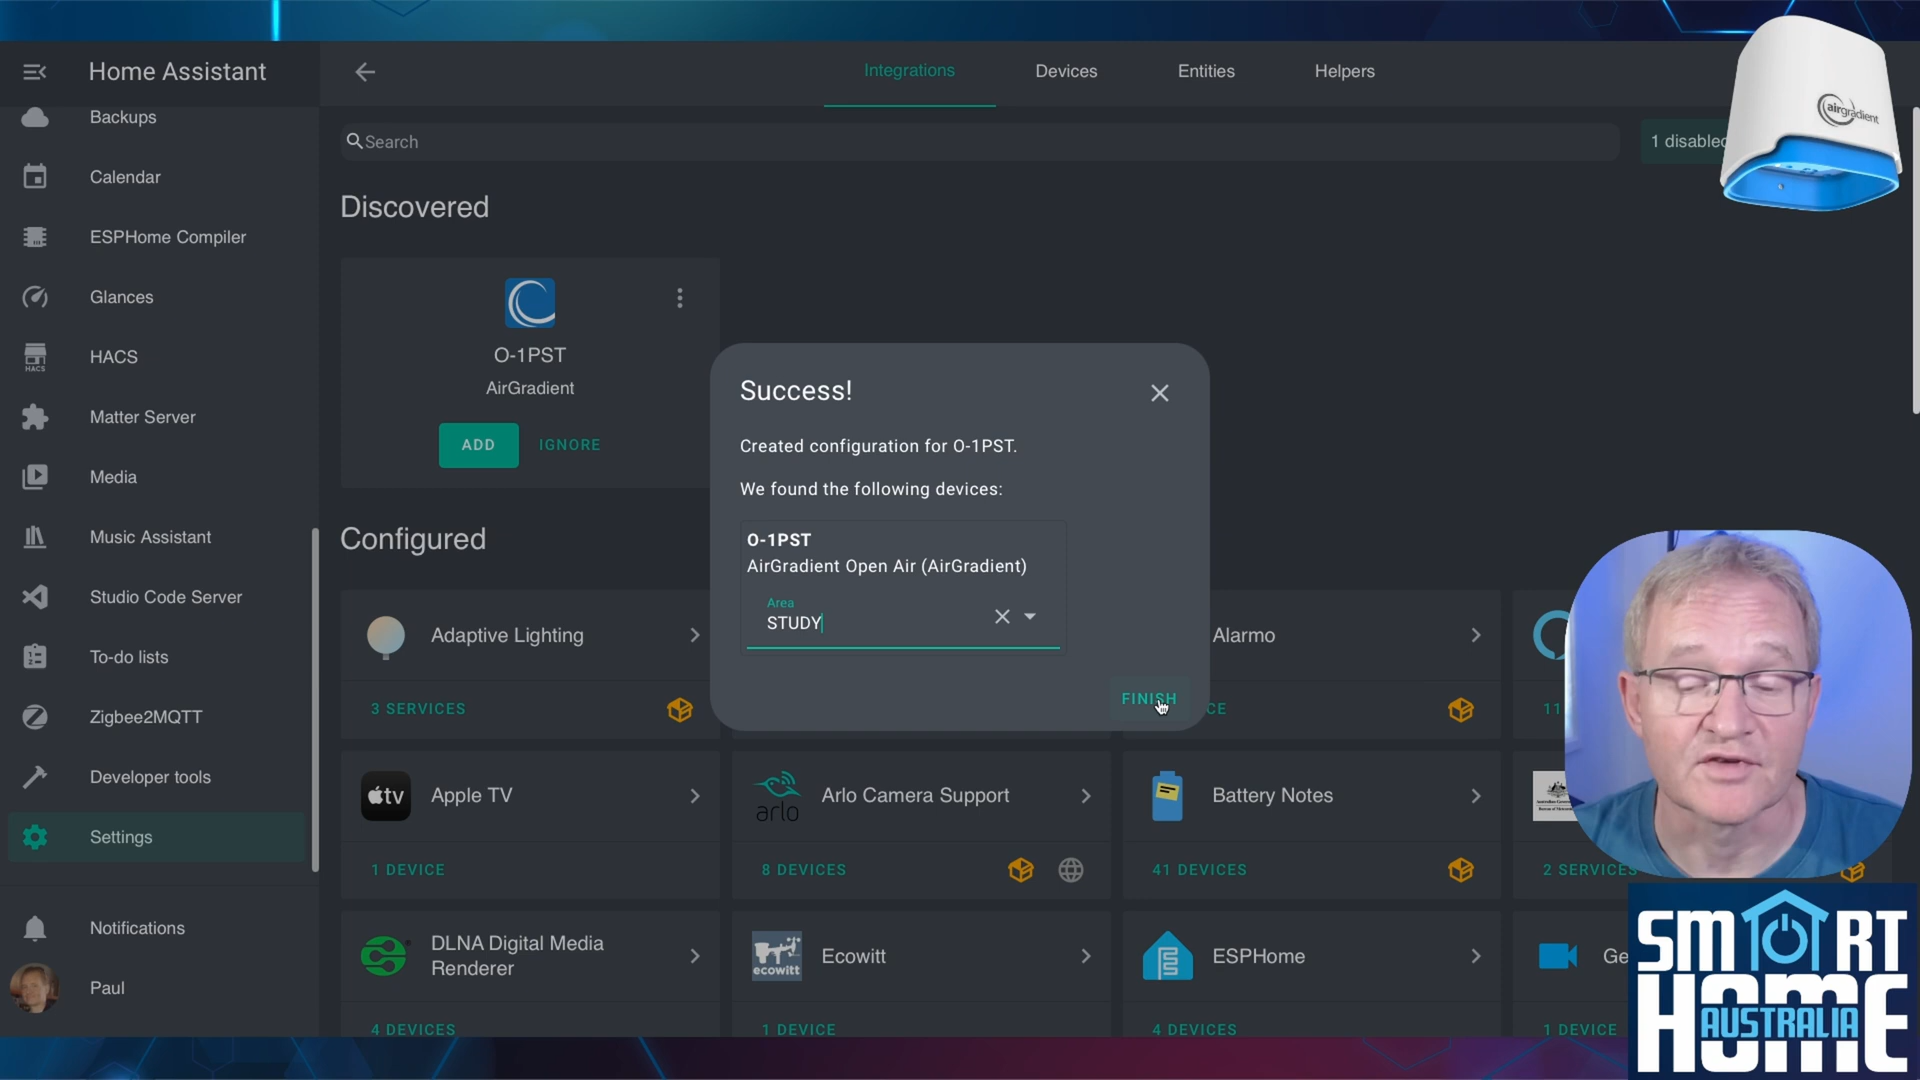 Home Assistant
Integrations
Devices
Entities
Helpers
airgradient
Backups
Search
1 disabled
Calendar
Discovered
ESPHome Compiler
Glances
O-1PST
AirGradient
HACS
HACS
ADD
IGNORE
Matter Server
Success!
Created configuration for O-1PST.
We found the following devices:
O-1PST
AirGradient Open Air (AirGradient)
Area
STUDY
FINISH
Media
Music Assistant
Configured
Studio Code Server
Adaptive Lighting
Alarmo
To-do lists
3 SERVICES
CE
11
Zigbee2MQTT
Developer tools
tv
Apple TV
arlo
Arlo Camera Support
Battery Notes
Settings
1 DEVICE
8 DEVICES
41 DEVICES
2 SERVICES
Notifications
DLNA Digital Media
Renderer
ecowitt
Ecowitt
ESPHome
Ge
Paul
4 DEVICES
1 DEVICE
4 DEVICES
1 DEVICE
SMART
HOME
AUSTRALIA